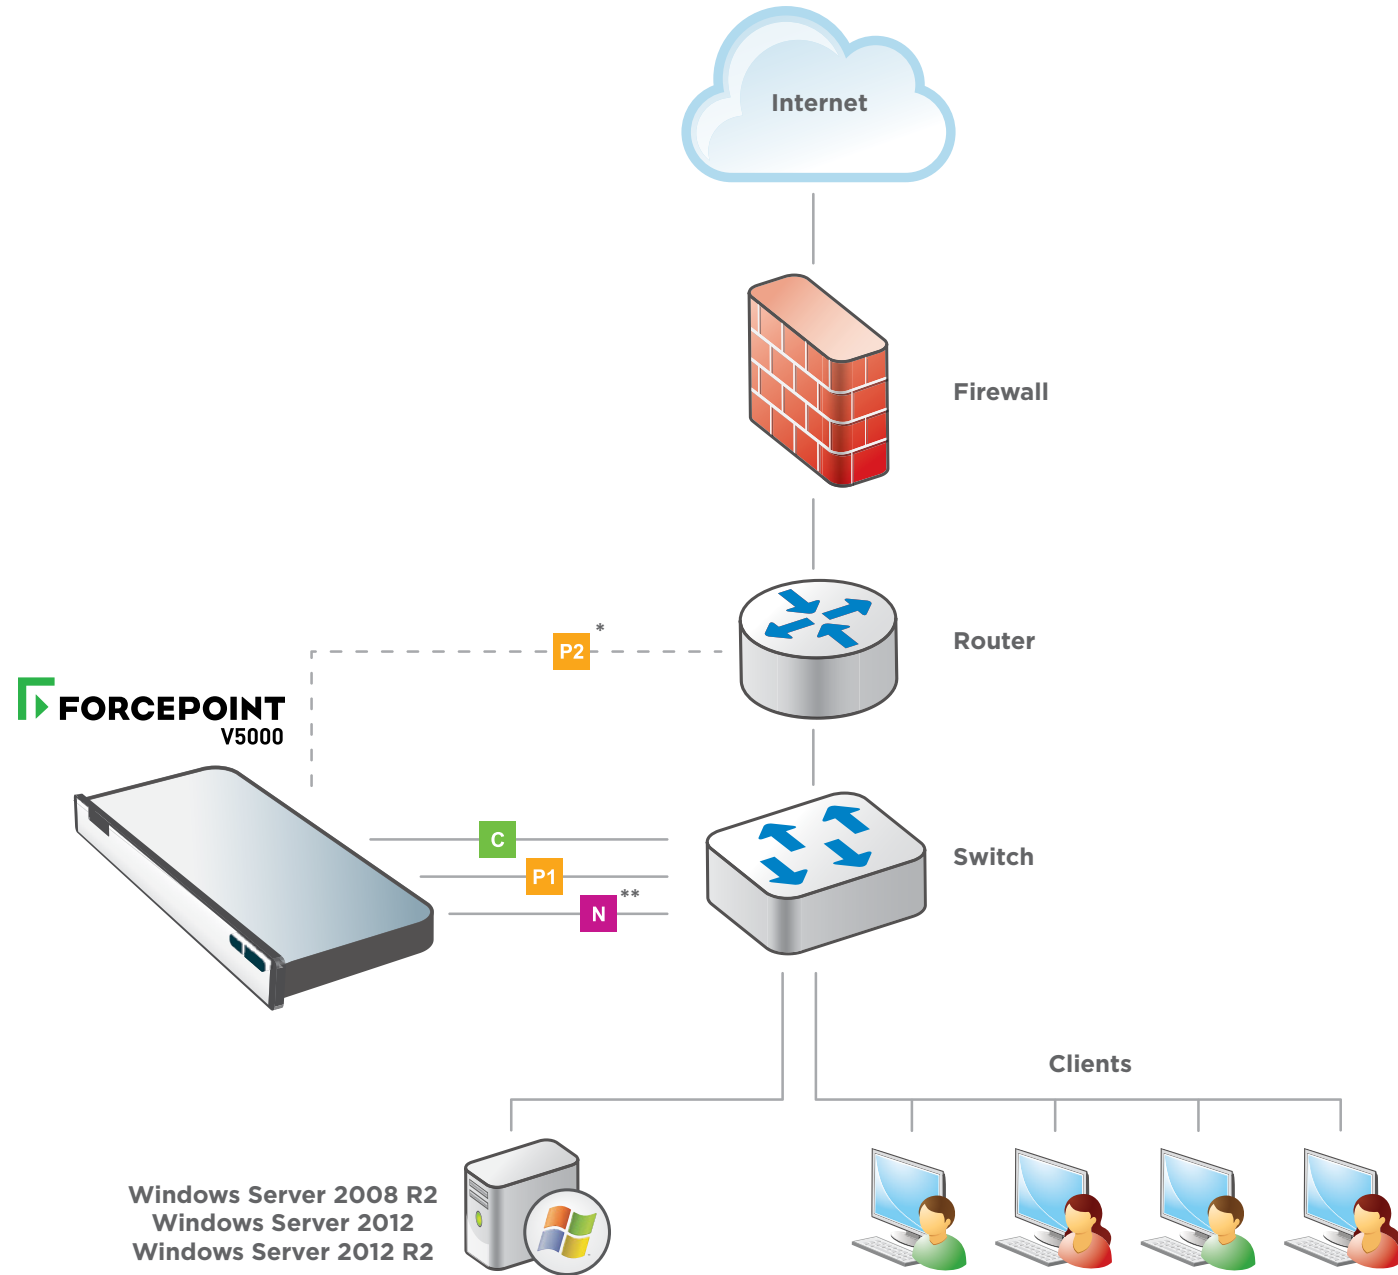 Internet
Firewall
P2 *
Router
FORCEPOINT
V5000
C
Switch
P1
N **
Clients
Windows Server 2008 R2
Windows Server 2012
Windows Server 2012 R2